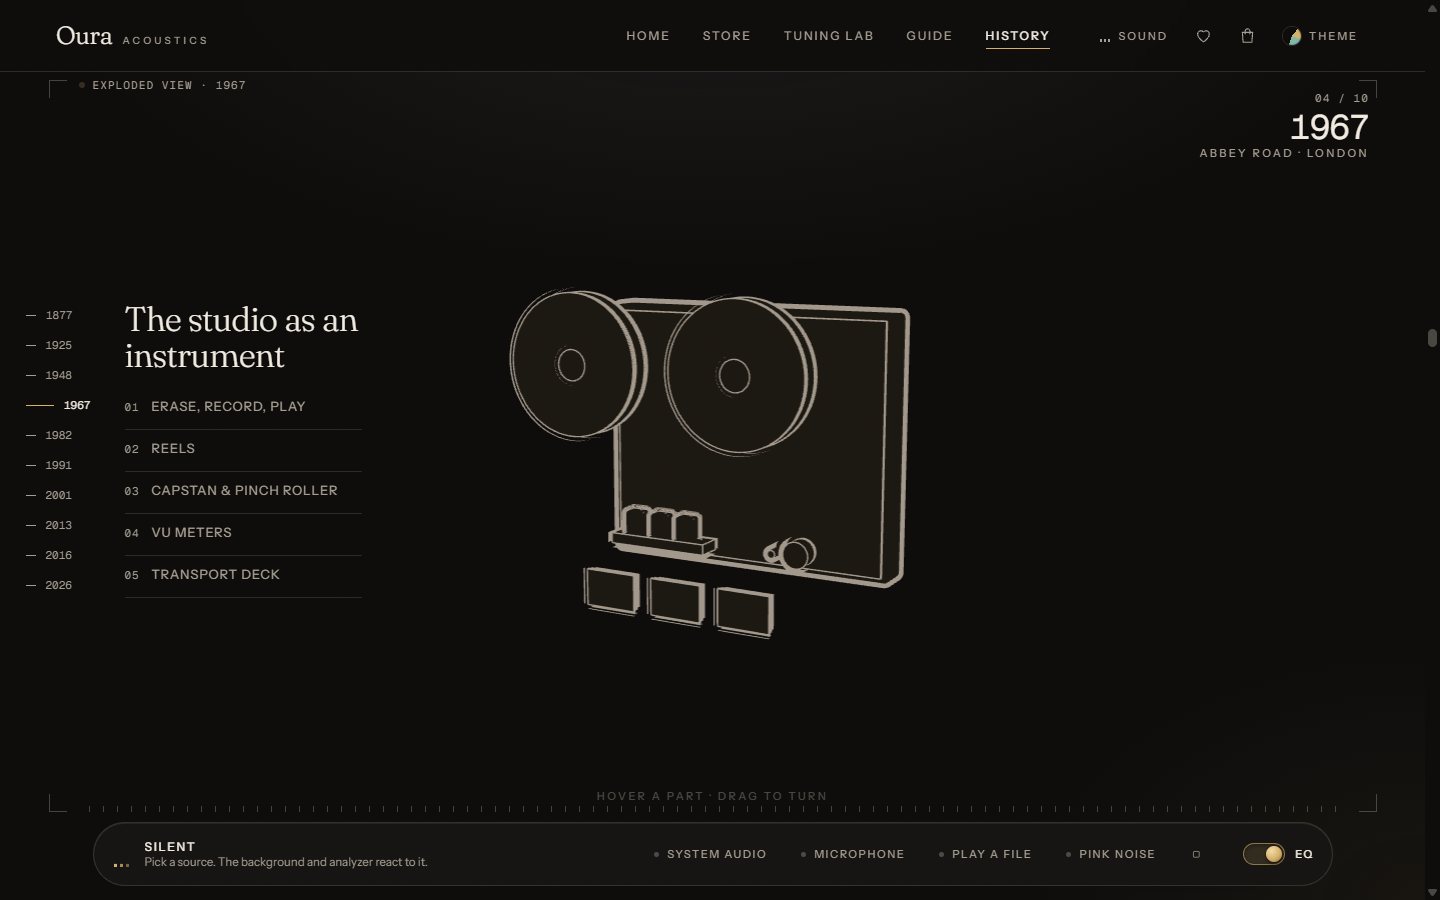 Oura ACOUSTICS
HOME STORE TUNING LAB GUIDE HISTORY SOUND THEME
EXPLODED VIEW · 1967
04 / 10
1967
ABBEY ROAD · LONDON
1877
1925
1948
1967
1982
1991
2001
2013
2016
2026
The studio as an
instrument
01 ERASE, RECORD, PLAY
02 REELS
03 CAPSTAN & PINCH ROLLER
04 VU METERS
05 TRANSPORT DECK
HOVER A PART · DRAG TO TURN
SILENT
Pick a source. The background and analyzer react to it.
SYSTEM AUDIO MICROPHONE PLAY A FILE PINK NOISE EQ